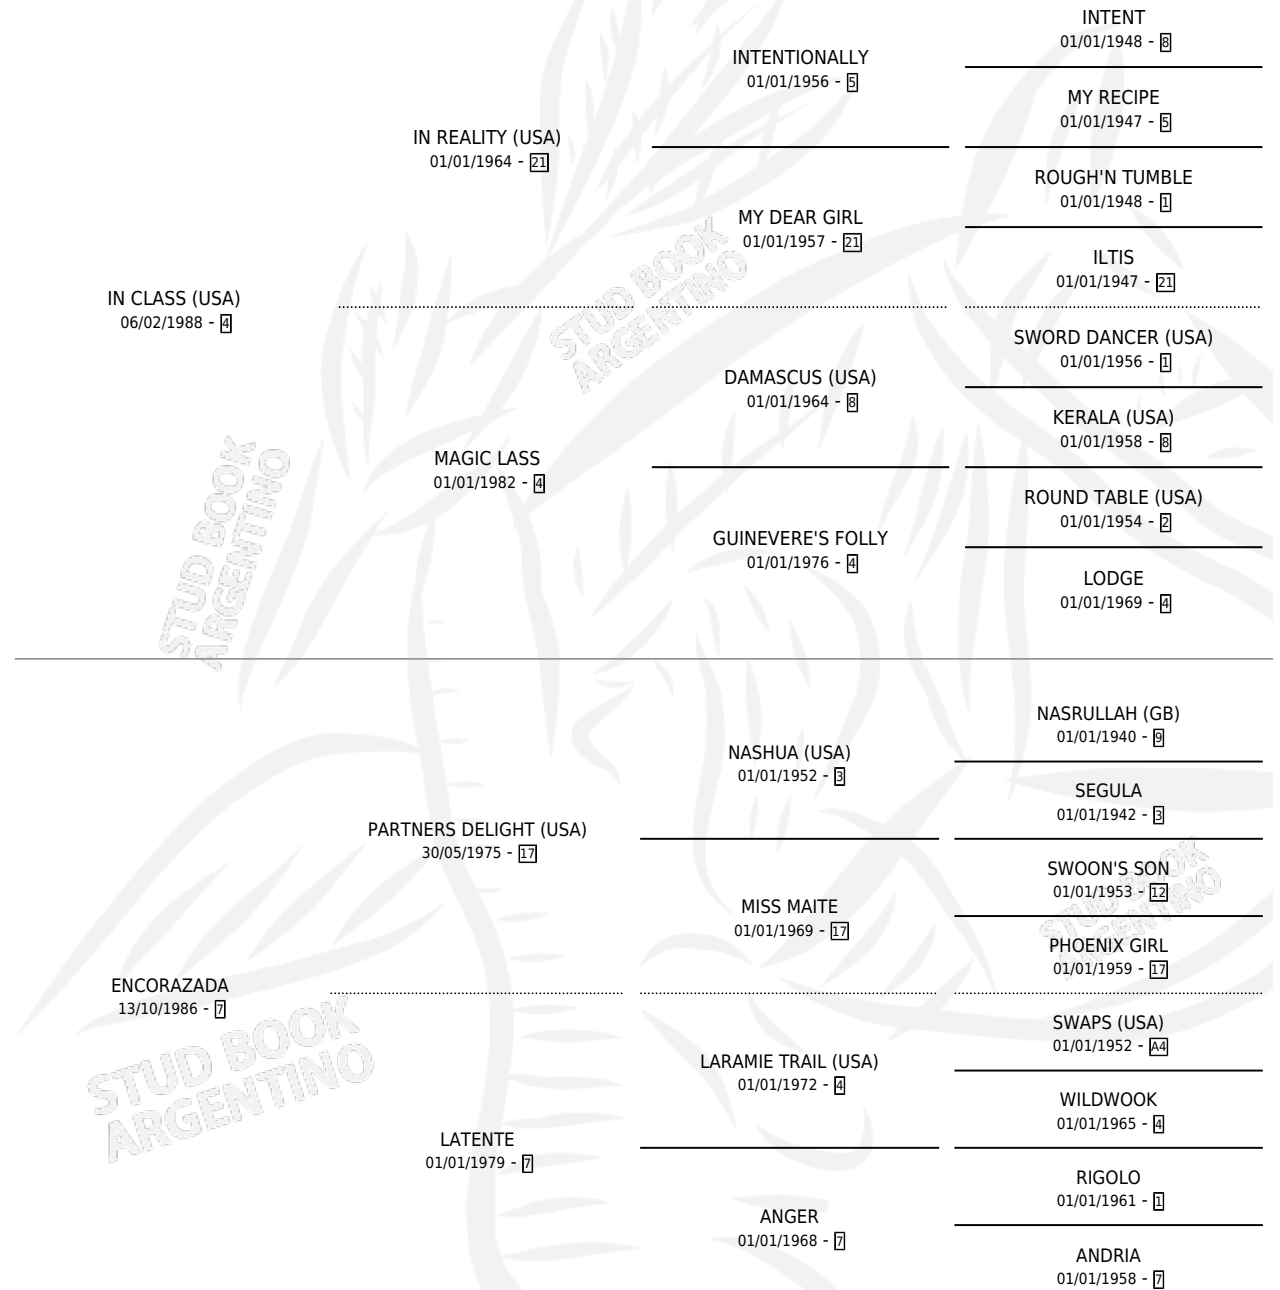 INTENT
01/01/1948 - 8
INTENTIONALLY
01/01/1956 - 5
MY RECIPE
01/01/1947 - 5
IN REALITY (USA)
01/01/1964 - 21
ROUGH'N TUMBLE
01/01/1948 - 1
MY DEAR GIRL
01/01/1957 - 21
ILTIS
01/01/1947 - 21
IN CLASS (USA)
06/02/1988 - 4
STUD BOOK
ARGENTINO
SWORD DANCER (USA)
01/01/1956 - 1
DAMASCUS (USA)
01/01/1964 - 8
KERALA (USA)
01/01/1958 - 8
MAGIC LASS
01/01/1982 - 4
ROUND TABLE (USA)
01/01/1954 - 2
GUINEVERE'S FOLLY
01/01/1976 - 4
LODGE
01/01/1969 - 4
STUD BOOK
ARGENTINO
NASRULLAH (GB)
01/01/1940 - 9
NASHUA (USA)
01/01/1952 - 3
SEGULA
01/01/1942 - 3
PARTNERS DELIGHT (USA)
30/05/1975 - 17
SWOON'S SON
01/01/1953 - 12
MISS MAITE
01/01/1969 - 17
PHOENIX GIRL
01/01/1959 - 17
STUD BOOK
ARGENTINO
ENCORAZADA
13/10/1986 - 7
SWAPS (USA)
01/01/1952 - A4
LARAMIE TRAIL (USA)
01/01/1972 - 4
WILDWOOK
01/01/1965 - 4
STUD BOOK
ARGENTINO
LATENTE
01/01/1979 - 7
RIGOLO
01/01/1961 - 1
ANGER
01/01/1968 - 7
ANDRIA
01/01/1958 - 7